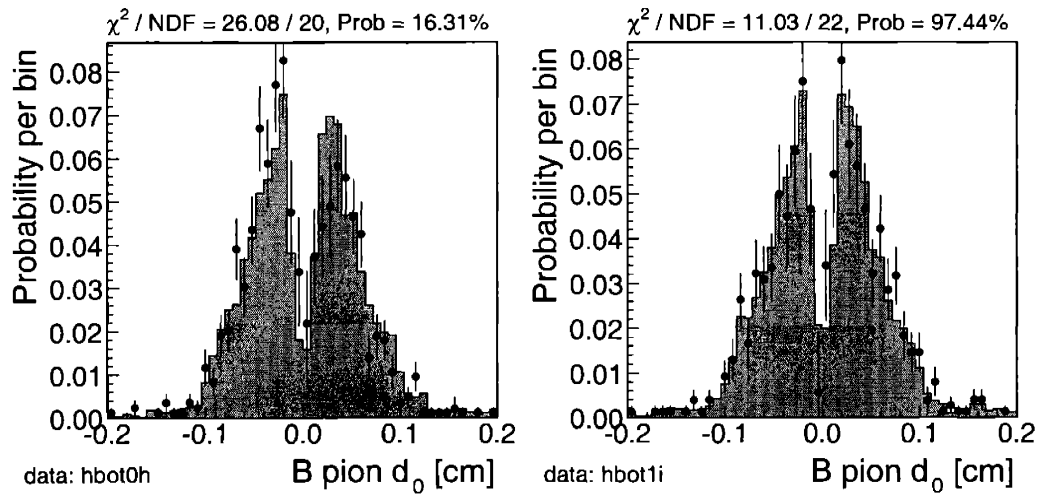 χ² / NDF = 26.08 / 20, Prob = 16.31%
Probability per bin
0.08
0.07
0.06
0.05
0.04
0.03
0.02
0.01
0.00
-0.2 -0.1 0.0 0.1 0.2
data: hbot0h
B pion d₀ [cm]
χ² / NDF = 11.03 / 22, Prob = 97.44%
Probability per bin
0.08
0.07
0.06
0.05
0.04
0.03
0.02
0.01
0.00
-0.2 -0.1 0.0 0.1 0.2
data: hbot1i
B pion d₀ [cm]